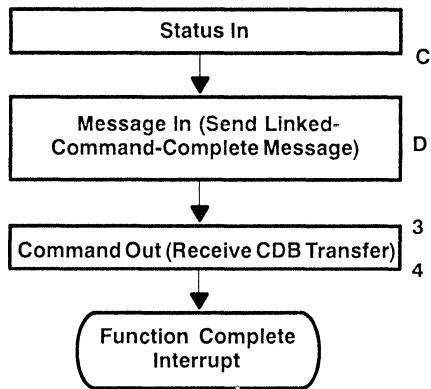 Status In
C
Message In (Send Linked-
Command-Complete Message)
D
3
Command Out (Receive CDB Transfer)
4
Function Complete
Interrupt